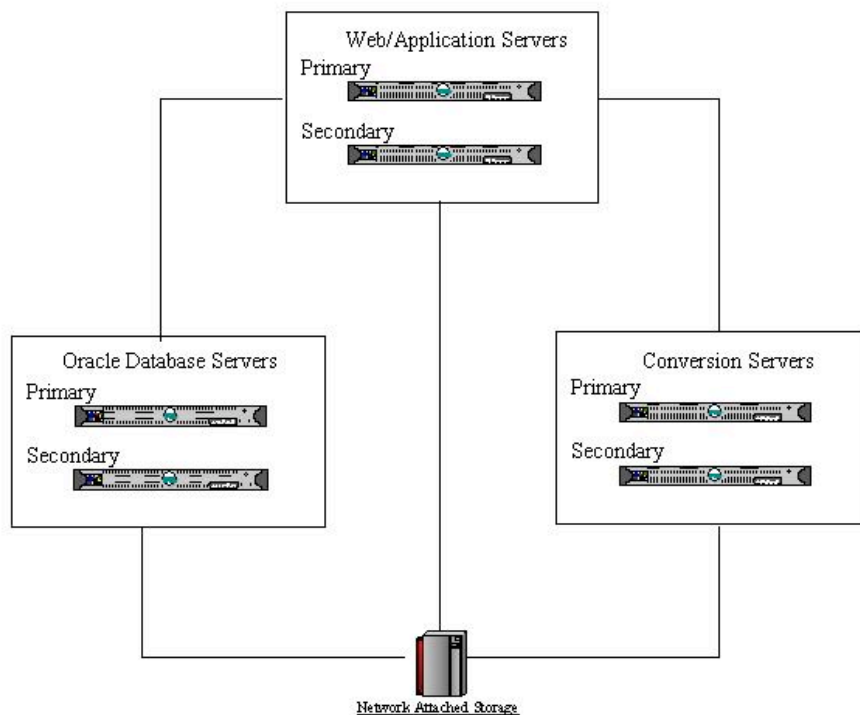 Web/Application Servers
Primary
Secondary
Oracle Database Servers
Primary
Secondary
Conversion Servers
Primary
Secondary
Network Attached Storage